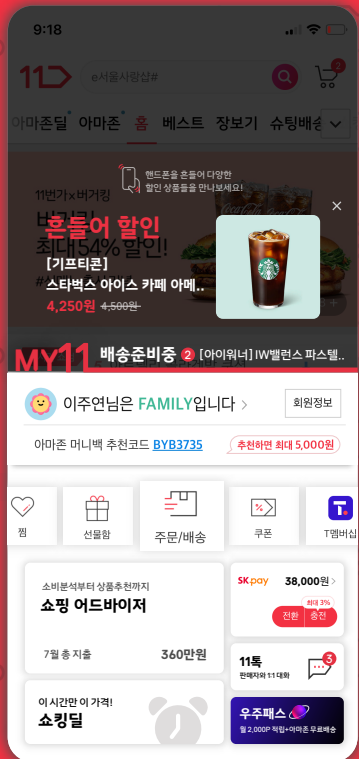 9:18
11
e서울사랑샵#
2
아마존딜 아마존 홈 베스트 장보기 슈팅배송
핸드폰을 흔들어 다양한
할인 상품들을 만나보세요!
11번가×버거킹
흔들어 할인
최대54%할인!
[기프티콘]
스타벅스 아이스 카페 아메..
4,250원 4,500원
MY11 배송준비중 2 [아이워너] IW밸런스 파스텔..
이주연님은 FAMILY입니다 >
회원정보
아마존 머니백 추천코드 BYB3735
추천하면 최대 5,000원
찜
선물함
주문/배송
쿠폰
T멤버십
소비분석부터 상품추천까지
쇼핑 어드바이저
7월 총 지출 360만원
SK pay 38,000원 >
최대 3%
전환 충전
11톡
판매자와 1:1 대화
3
이 시간만 이 가격!
쇼킹딜
우주패스
월 2,000P 적립+아마존 무료배송